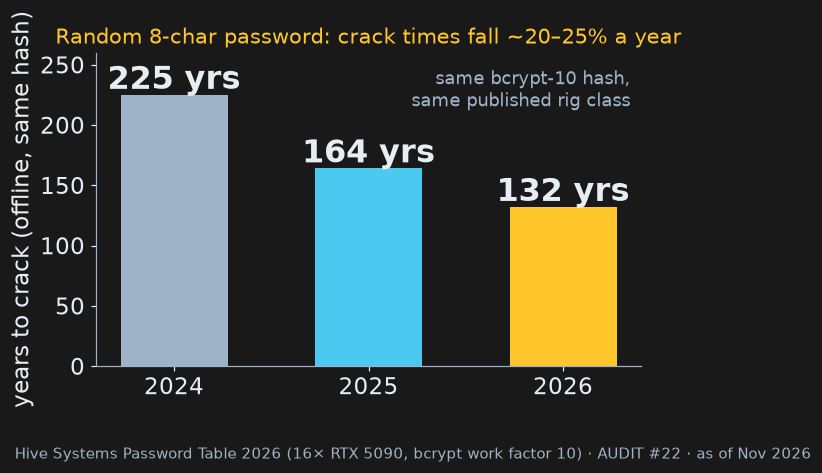 Random 8-char password: crack times fall ~20–25% a year
same bcrypt-10 hash,
same published rig class
years to crack (offline, same hash)
250
200
150
100
50
0
225 yrs
164 yrs
132 yrs
2024
2025
2026
Hive Systems Password Table 2026 (16× RTX 5090, bcrypt work factor 10) · AUDIT #22 · as of Nov 2026